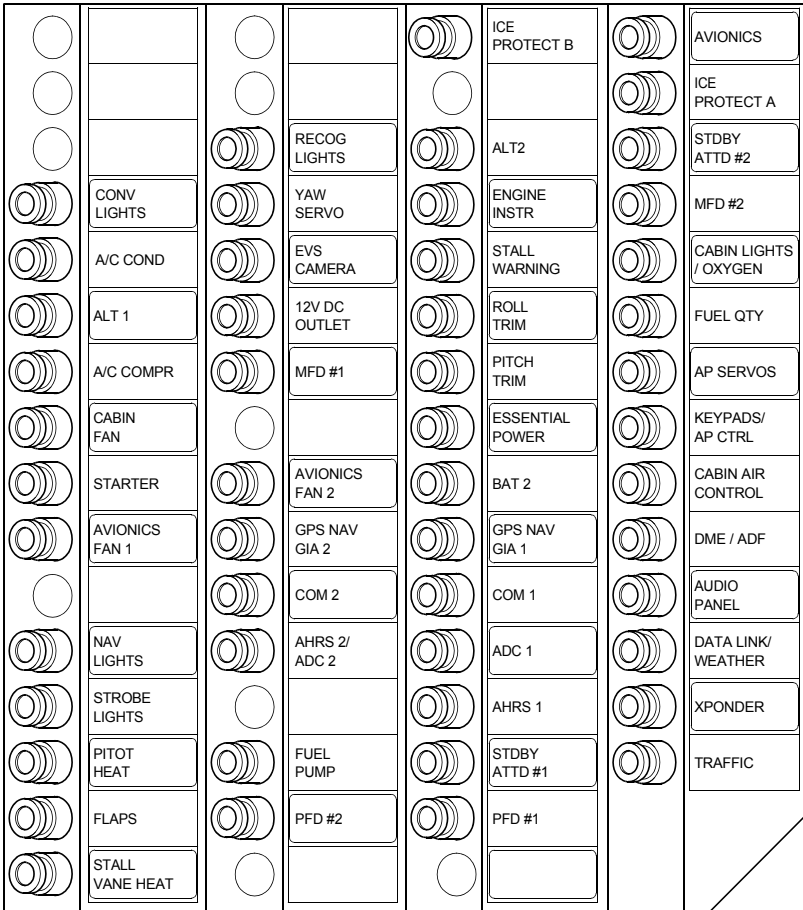 CONV
LIGHTS
A/C COND
ALT 1
A/C COMPR
CABIN
FAN
STARTER
AVIONICS
FAN 1
NAV
LIGHTS
STROBE
LIGHTS
PITOT
HEAT
FLAPS
STALL
VANE HEAT
RECOG
LIGHTS
YAW
SERVO
EVS
CAMERA
12V DC
OUTLET
MFD #1
AVIONICS
FAN 2
GPS NAV
GIA 2
COM 2
AHRS 2/
ADC 2
FUEL
PUMP
PFD #2
ICE
PROTECT B
ALT2
ENGINE
INSTR
STALL
WARNING
ROLL
TRIM
PITCH
TRIM
ESSENTIAL
POWER
BAT 2
GPS NAV
GIA 1
COM 1
ADC 1
AHRS 1
STDBY
ATTD #1
PFD #1
AVIONICS
ICE
PROTECT A
STDBY
ATTD #2
MFD #2
CABIN LIGHTS
/ OXYGEN
FUEL QTY
AP SERVOS
KEYPADS/
AP CTRL
CABIN AIR
CONTROL
DME / ADF
AUDIO
PANEL
DATA LINK/
WEATHER
XPONDER
TRAFFIC